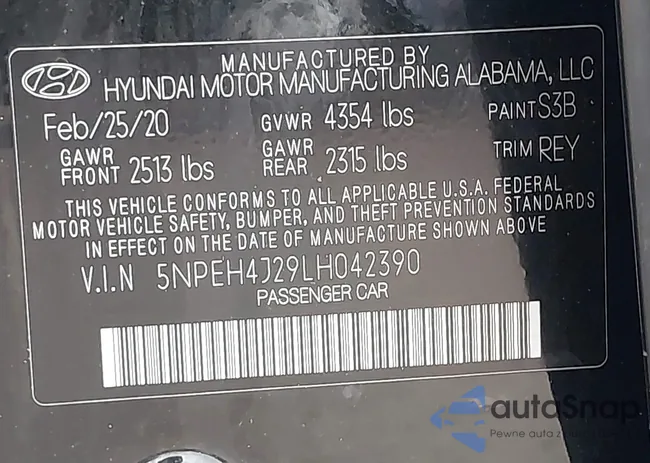 MANUFACTURED BY
HYUNDAI MOTOR MANUFACTURING ALABAMA, LLC
Feb/25/20 GVWR 4354 lbs PAINT S3B
GAWR FRONT 2513 lbs GAWR REAR 2315 lbs TRIM REY
THIS VEHICLE CONFORMS TO ALL APPLICABLE U.S.A. FEDERAL
MOTOR VEHICLE SAFETY, BUMPER, AND THEFT PREVENTION STANDARDS
IN EFFECT ON THE DATE OF MANUFACTURE SHOWN ABOVE
V.I.N 5NPEH4J29LH042390
PASSENGER CAR
autoSnap
Pewne auto z